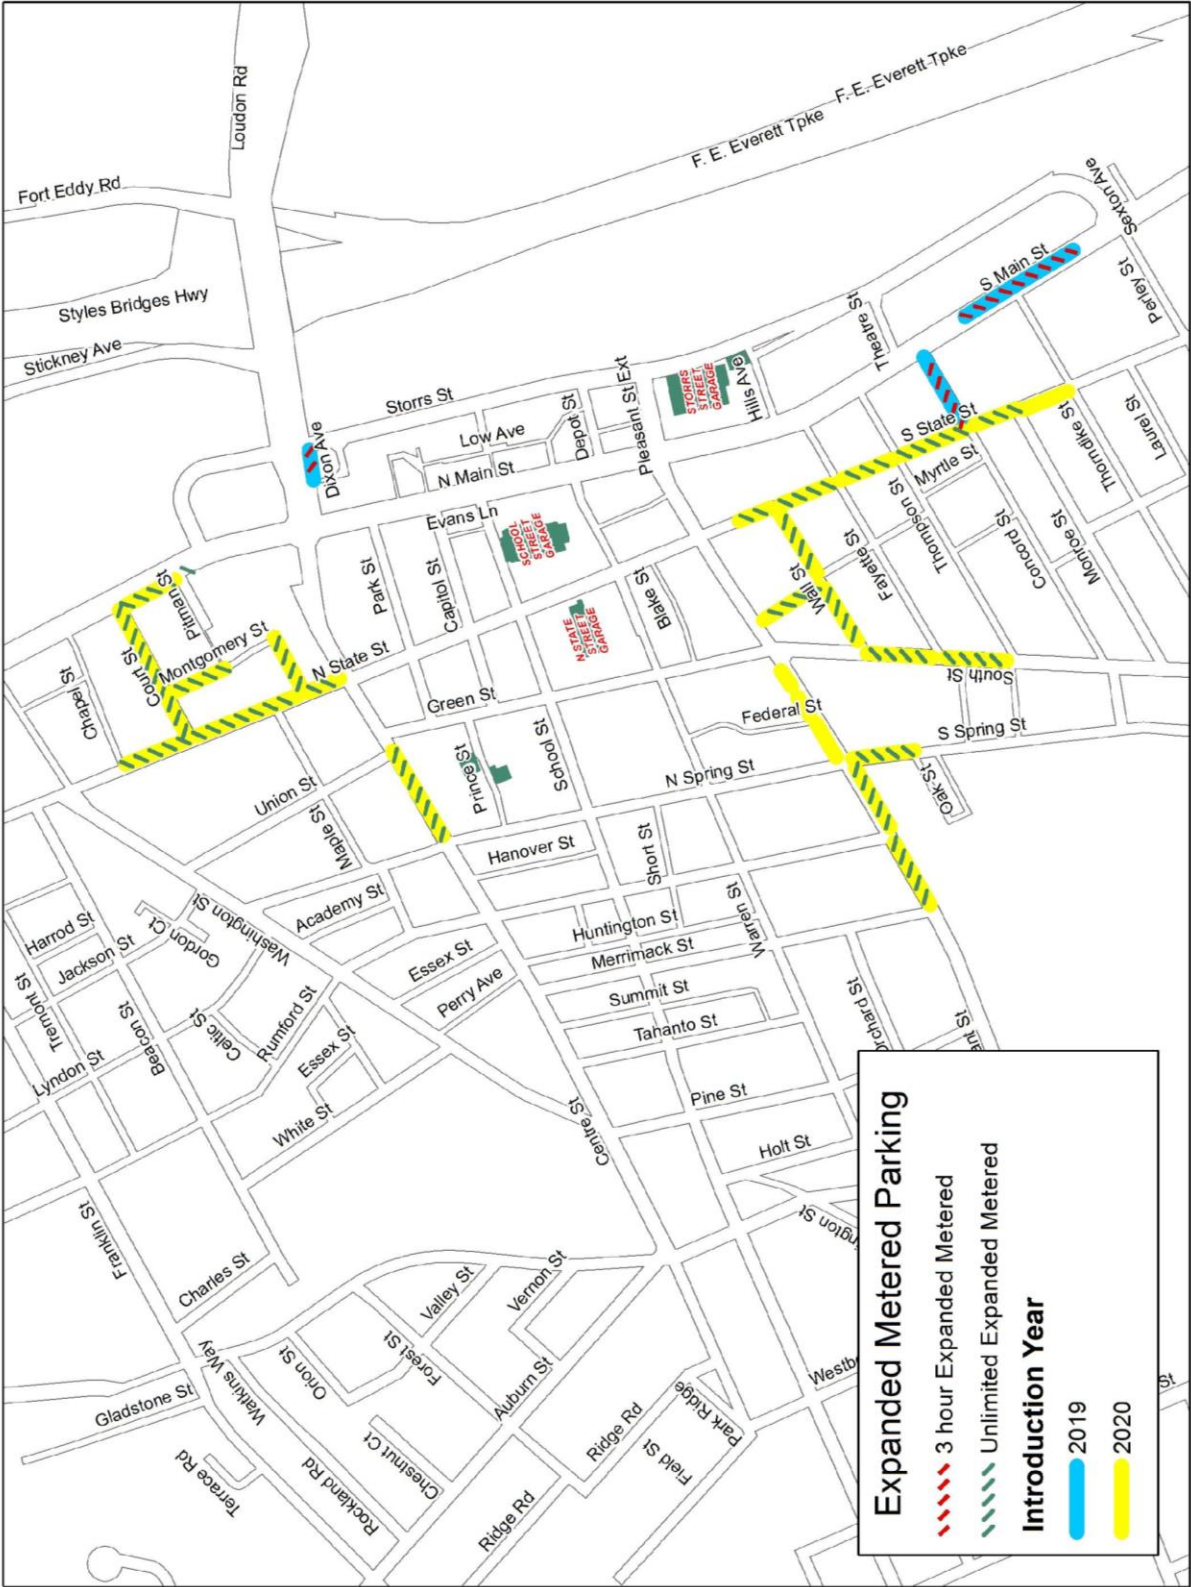 Loudon Rd
F. E. Everett Tpke
F. E. Everett Tpke
Fort Eddy Rd
Styles Bridges Hwy
Stickney Ave
Sexton Ave
S Main St
Perley St
Theatre St
Storrs St
Pleasant St Ext
STORRS
STREET
GARAGE
Hills Ave
Dixon Ave
Low Ave
Depot St
N Main St
S State St
Thorndike St
Laurel St
Evans Ln
SCHOOL
STREET
GARAGE
Myrtle St
Pitman St
Park St
Capitol St
Fayette St
Thompson St
Concord St
Monroe St
Wall St
Blake St
N STATE
STREET
GARAGE
Court St
Montgomery St
N State St
Chapel St
Green St
South St
Federal St
S Spring St
Prince St
School St
N Spring St
Oak St
Union St
Maple St
Hanover St
Short St
Academy St
Washington St
Gordon Ct
Harrod St
Jackson St
Huntington St
Warren St
Merrimack St
Essex St
Perry Ave
Summit St
Tahanto St
Tremont St
Beacon St
Celtic St
Rumford St
Essex St
Lyndon St
White St
Centre St
Pine St
Holt St
rchard St
ant St
ngton St
Franklin St
Charles St
Valley St
Vernon St
Forest St
Orion St
Watkins Way
Gladstone St
Auburn St
Chestnut Ct
Rockland Rd
Terrace Rd
Ridge Rd
Ridge Rd
Field St
Park Ridge
Westb
St
Expanded Metered Parking
3 hour Expanded Metered
Unlimited Expanded Metered
Introduction Year
2019
2020